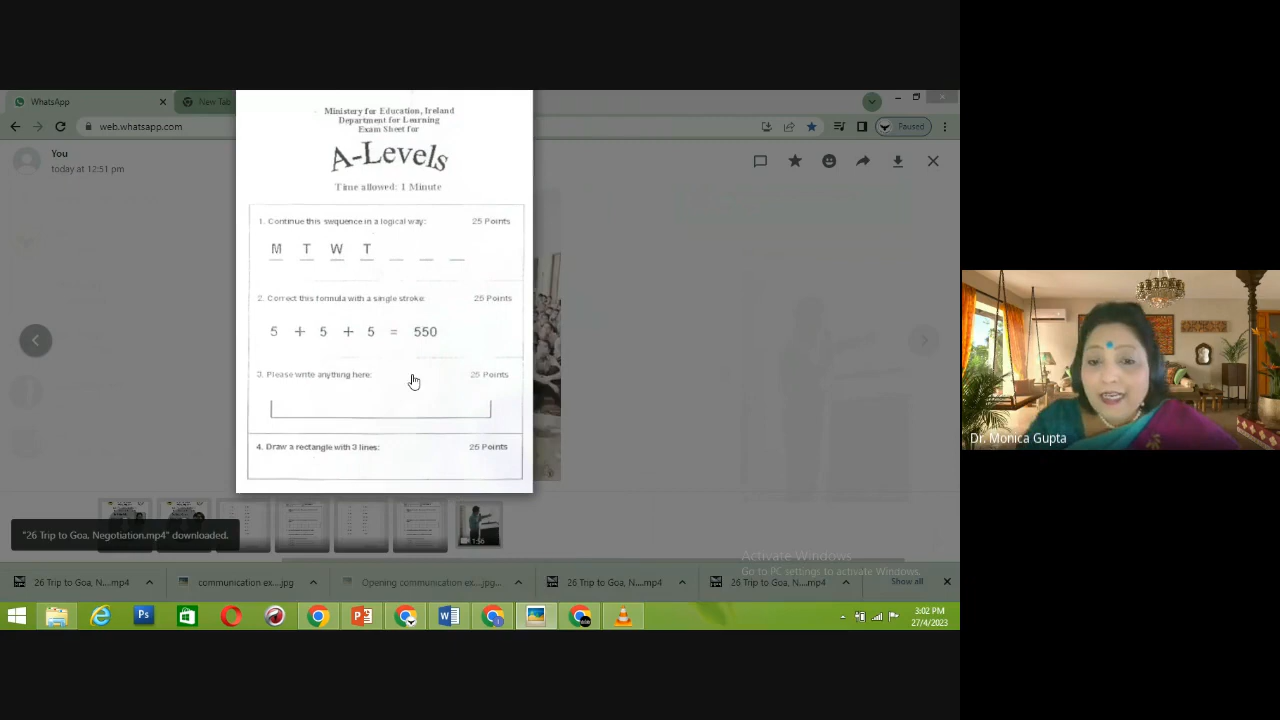 WhatsApp
New Tab
web.whatsapp.com
Paused
You
today at 12:51 pm
Ministery for Education, Ireland
Department for Learning
Exam Sheet for
A-Levels
Time allowed: 1 Minute
1. Continue this swquence in a logical way: 25 Points
M T W T _ _ _
2. Correct this formula with a single stroke: 25 Points
5 + 5 + 5 = 550
3. Please write anything here: 25 Points
4. Draw a rectangle with 3 lines: 25 Points
Dr. Monica Gupta
1:56
"26 Trip to Goa. Negotiation.mp4" downloaded.
Activate Windows
Go to PC settings to activate Windows.
26 Trip to Goa, N....mp4
communication ex....jpg
Opening communication ex....jpg...
26 Trip to Goa, N....mp4
26 Trip to Goa, N....mp4
Show all
Ps
3:02 PM
27/4/2023